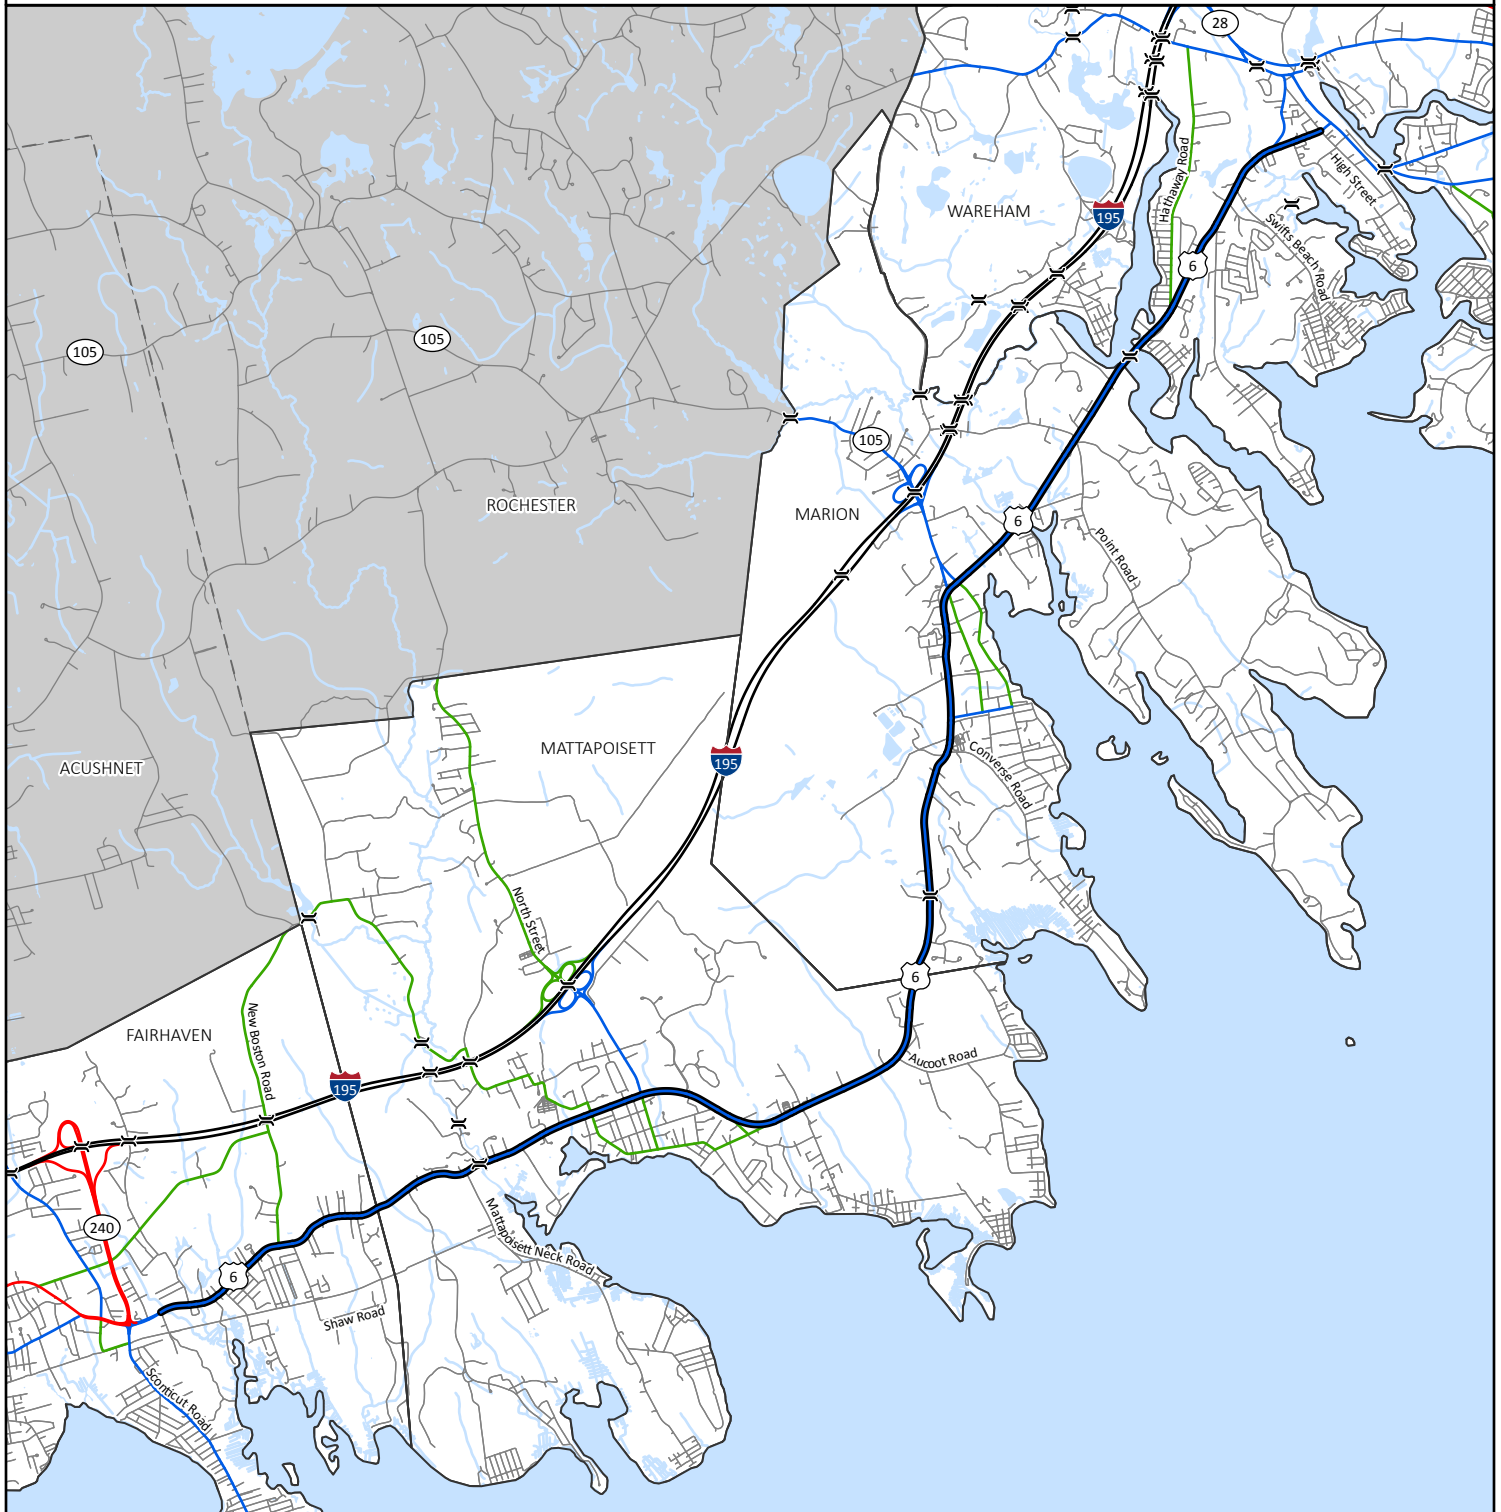 28
High Street
Hathaway Road
WAREHAM
195
Swifts Beach Road
6
105
105
105
ROCHESTER
MARION
6
Point Road
MATTAPOISETT
195
Converse Road
ACUSHNET
North Street
6
New Boston Road
FAIRHAVEN
Aucoot Road
195
240
Mattapoisett Neck Road
6
Shaw Road
Sconticut Road